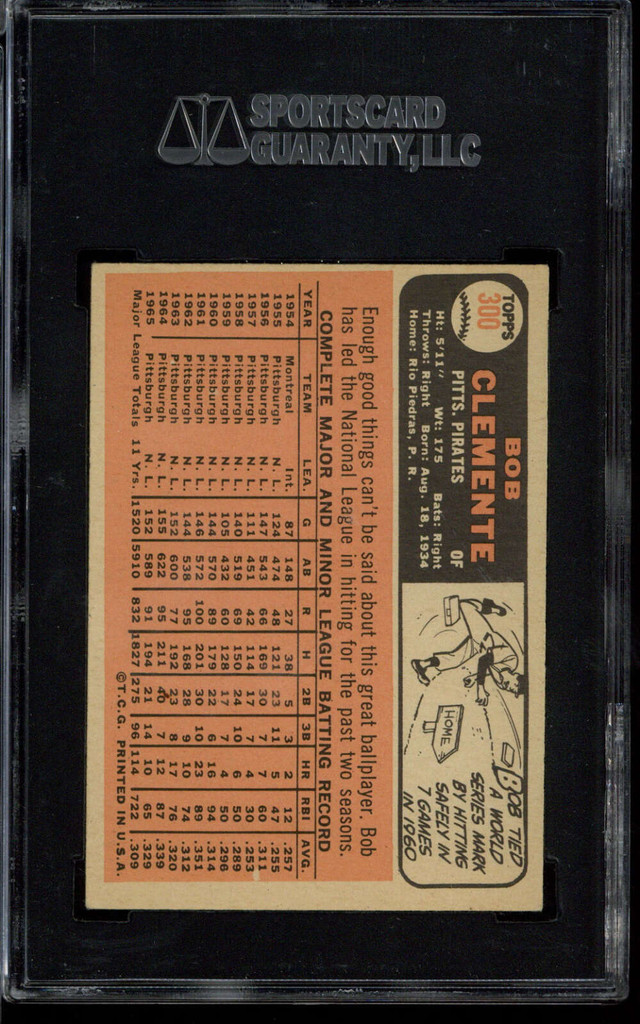 SPORTSCARD
GUARANTY,LLC
TOPPS
300
BOB
CLEMENTE
PITTS. PIRATES OF
Ht: 5'11" Wt: 175 Bats: Right
Throws: Right Born: Aug. 18, 1934
Home: Rio Piedras, P. R.
BOB TIED
A WORLD
SERIES MARK
BY HITTING
SAFELY IN
7 GAMES
IN 1960
HOME
Enough good things can't be said about this great ballplayer. Bob
has led the National League in hitting for the past two seasons.
COMPLETE MAJOR AND MINOR LEAGUE BATTING RECORD
YEAR TEAM LEA. G AB R H 2B 3B HR RBI AVG.
1954 Montreal Int. 87 148 27 38 5 3 2 12 .257
1955 Pittsburgh N. L. 124 474 48 121 23 11 5 47 .255
1956 Pittsburgh N. L. 147 543 66 169 30 7 7 60 .311
1957 Pittsburgh N. L. 111 451 42 114 17 7 4 30 .253
1958 Pittsburgh N. L. 140 519 69 150 24 10 6 50 .289
1959 Pittsburgh N. L. 105 432 60 128 17 7 4 50 .296
1960 Pittsburgh N. L. 144 570 89 179 22 6 16 94 .314
1961 Pittsburgh N. L. 146 572 100 201 30 10 23 89 .351
1962 Pittsburgh N. L. 144 538 95 168 28 9 10 74 .312
1963 Pittsburgh N. L. 152 600 77 192 23 8 17 76 .320
1964 Pittsburgh N. L. 155 622 95 211 40 7 12 87 .339
1965 Pittsburgh N. L. 152 589 91 194 21 14 10 65 .329
Major League Totals 11 Yrs. 1520 5910 832 1827 275 96 114 722 .309
©T.C.G. PRINTED IN U.S.A.